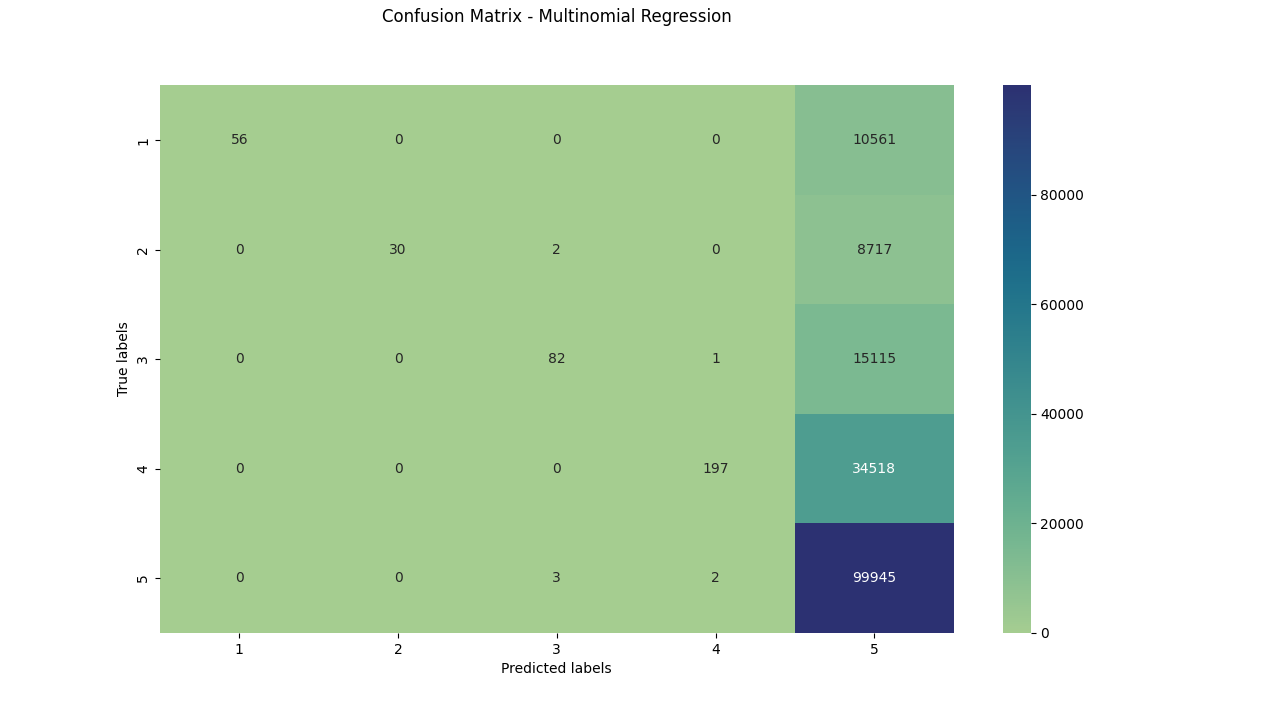 Confusion Matrix - Multinomial Regression
1 56 0 0 0 10561
2 0 30 2 0 8717
3 0 0 82 1 15115
4 0 0 0 197 34518
5 0 0 3 2 99945
1 2 3 4 5
Predicted labels
True labels
80000
60000
40000
20000
0